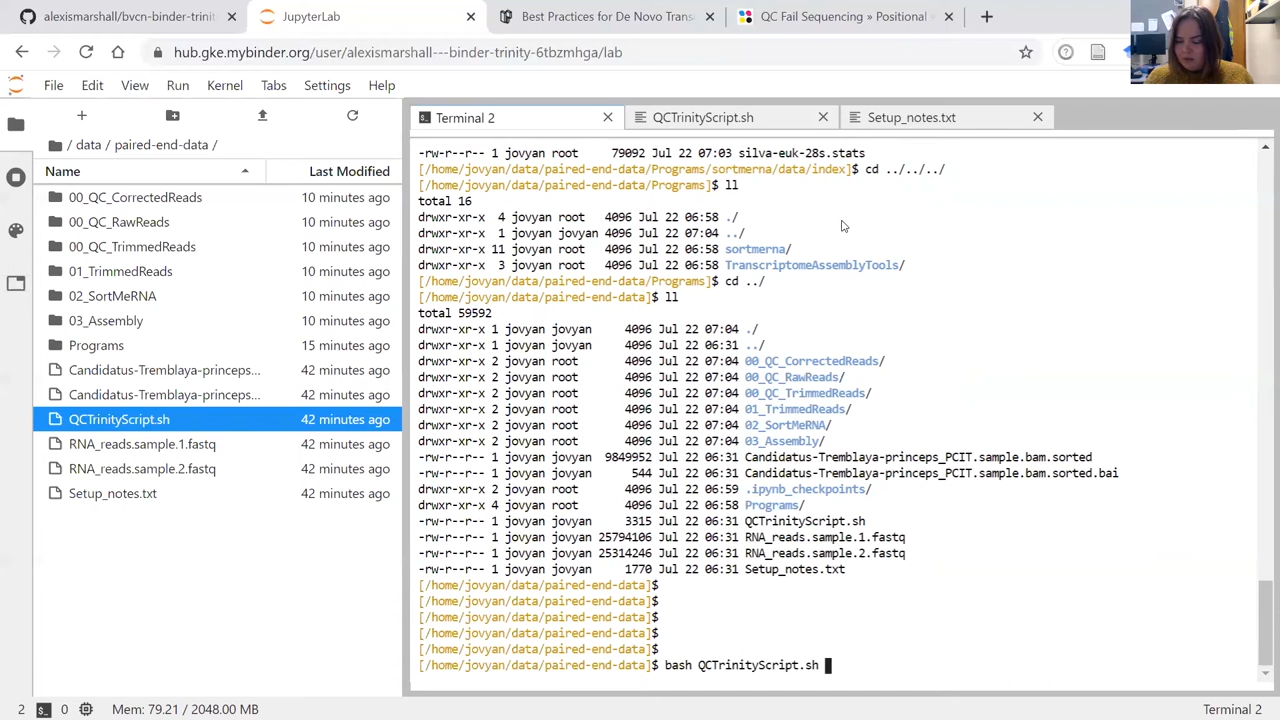 alexismarshall/bvcn-binder-trinit
JupyterLab
Best Practices for De Novo Trans
QC Fail Sequencing » Positional
hub.gke.mybinder.org/user/alexismarshall---binder-trinity-6tbzmhga/lab
File Edit View Run Kernel Tabs Settings Help
Terminal 2
QCTrinityScript.sh
Setup_notes.txt
/ data / paired-end-data /
Name Last Modified
00_QC_CorrectedReads 10 minutes ago
00_QC_RawReads 10 minutes ago
00_QC_TrimmedReads 10 minutes ago
01_TrimmedReads 10 minutes ago
02_SortMeRNA 10 minutes ago
03_Assembly 10 minutes ago
Programs 15 minutes ago
Candidatus-Tremblaya-princeps... 42 minutes ago
Candidatus-Tremblaya-princeps... 42 minutes ago
QCTrinityScript.sh 42 minutes ago
RNA_reads.sample.1.fastq 42 minutes ago
RNA_reads.sample.2.fastq 42 minutes ago
Setup_notes.txt 42 minutes ago
-rw-r--r-- 1 jovyan root 79092 Jul 22 07:03 silva-euk-28s.stats
[/home/jovyan/data/paired-end-data/Programs/sortmerna/data/index]$ cd ../../../
[/home/jovyan/data/paired-end-data/Programs]$ ll
total 16
drwxr-xr-x 4 jovyan root 4096 Jul 22 06:58 ./
drwxr-xr-x 1 jovyan jovyan 4096 Jul 22 07:04 ../
drwxr-xr-x 11 jovyan root 4096 Jul 22 06:58 sortmerna/
drwxr-xr-x 3 jovyan root 4096 Jul 22 06:58 TranscriptomeAssemblyTools/
[/home/jovyan/data/paired-end-data/Programs]$ cd ../
[/home/jovyan/data/paired-end-data]$ ll
total 59592
drwxr-xr-x 1 jovyan jovyan 4096 Jul 22 07:04 ./
drwxr-xr-x 1 jovyan jovyan 4096 Jul 22 06:31 ../
drwxr-xr-x 2 jovyan root 4096 Jul 22 07:04 00_QC_CorrectedReads/
drwxr-xr-x 2 jovyan root 4096 Jul 22 07:04 00_QC_RawReads/
drwxr-xr-x 2 jovyan root 4096 Jul 22 07:04 00_QC_TrimmedReads/
drwxr-xr-x 2 jovyan root 4096 Jul 22 07:04 01_TrimmedReads/
drwxr-xr-x 2 jovyan root 4096 Jul 22 07:04 02_SortMeRNA/
drwxr-xr-x 2 jovyan root 4096 Jul 22 07:04 03_Assembly/
-rw-r--r-- 1 jovyan jovyan 9849952 Jul 22 06:31 Candidatus-Tremblaya-princeps_PCIT.sample.bam.sorted
-rw-r--r-- 1 jovyan jovyan 544 Jul 22 06:31 Candidatus-Tremblaya-princeps_PCIT.sample.bam.sorted.bai
drwxr-xr-x 2 jovyan root 4096 Jul 22 06:59 .ipynb_checkpoints/
drwxr-xr-x 4 jovyan root 4096 Jul 22 06:58 Programs/
-rw-r--r-- 1 jovyan jovyan 3315 Jul 22 06:31 QCTrinityScript.sh
-rw-r--r-- 1 jovyan jovyan 25794106 Jul 22 06:31 RNA_reads.sample.1.fastq
-rw-r--r-- 1 jovyan jovyan 25314246 Jul 22 06:31 RNA_reads.sample.2.fastq
-rw-r--r-- 1 jovyan jovyan 1770 Jul 22 06:31 Setup_notes.txt
[/home/jovyan/data/paired-end-data]$
[/home/jovyan/data/paired-end-data]$
[/home/jovyan/data/paired-end-data]$
[/home/jovyan/data/paired-end-data]$
[/home/jovyan/data/paired-end-data]$
[/home/jovyan/data/paired-end-data]$ bash QCTrinityScript.sh
2 0 Mem: 79.21 / 2048.00 MB
Terminal 2